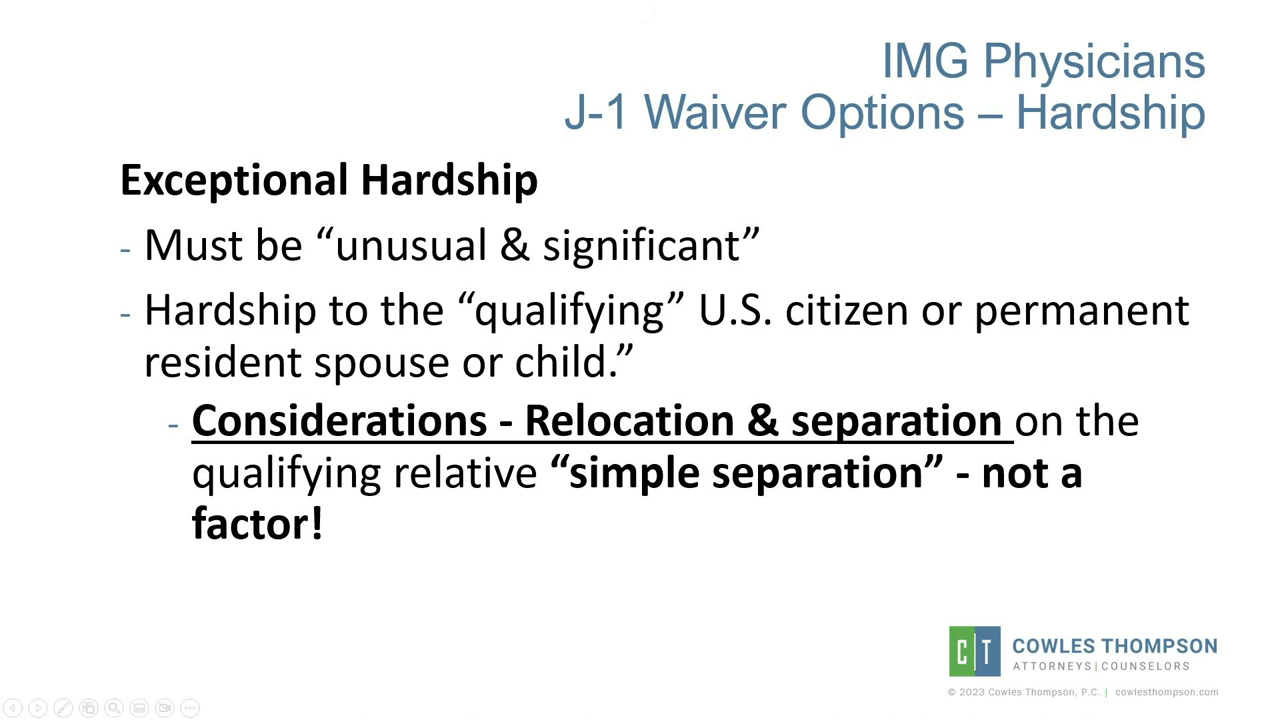 IMG Physicians
J-1 Waiver Options – Hardship
Exceptional Hardship
- Must be “unusual & significant”
- Hardship to the “qualifying” U.S. citizen or permanent
resident spouse or child.”
- Considerations - Relocation & separation on the
qualifying relative “simple separation” - not a
factor!
CT COWLES THOMPSON
ATTORNEYS | COUNSELORS
© 2023 Cowles Thompson, P.C. | cowlesthompson.com